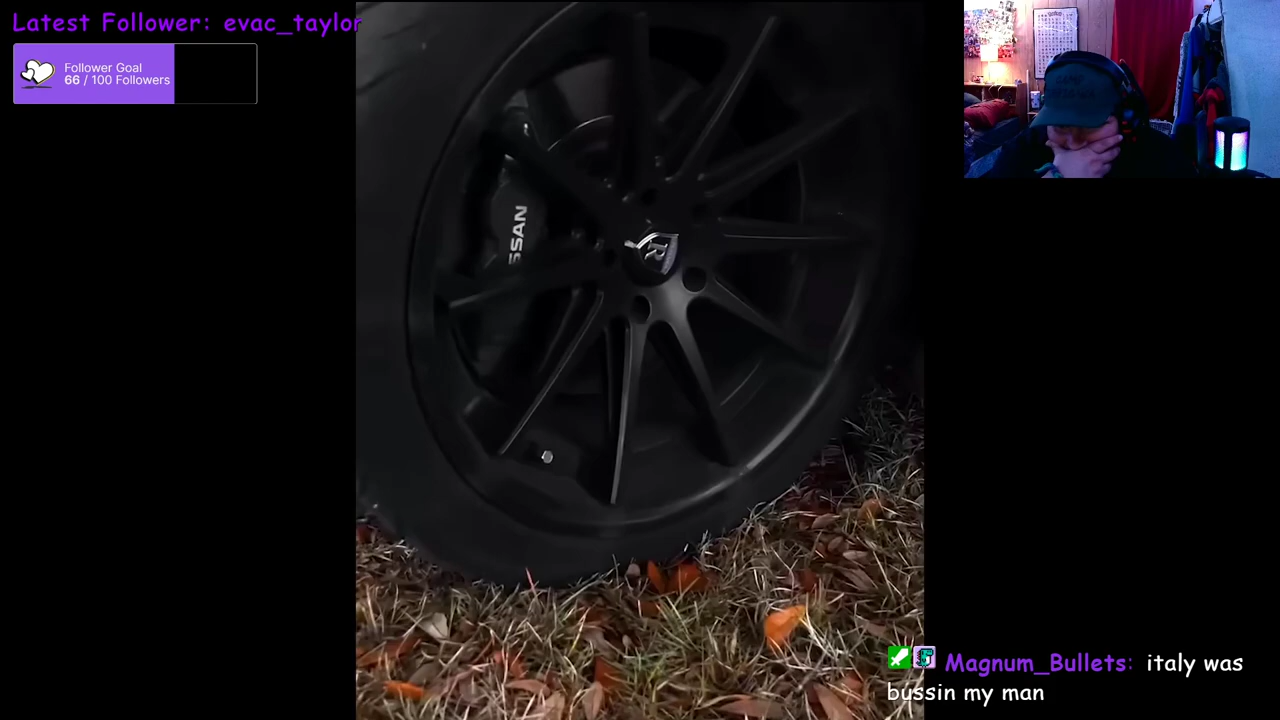 Latest Follower: evac_taylor
Follower Goal
66 / 100 Followers
SSAN
R
Magnum_Bullets: italy was
bussin my man